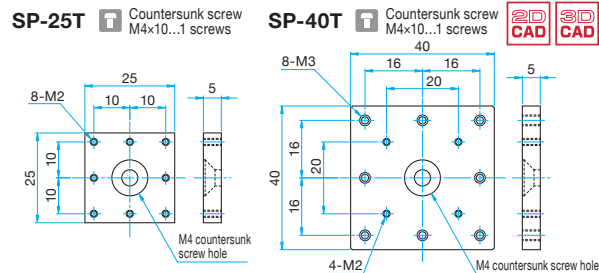 SP-25T Countersunk screw
M4×10...1 screws
SP-40T Countersunk screw
M4×10...1 screws
2D
CAD
3D
CAD
25
8-M2
10 10
5
25
10
10
M4 countersunk
screw hole
40
8-M3
16 16
20
5
40
16
20
16
4-M2
M4 countersunk screw hole